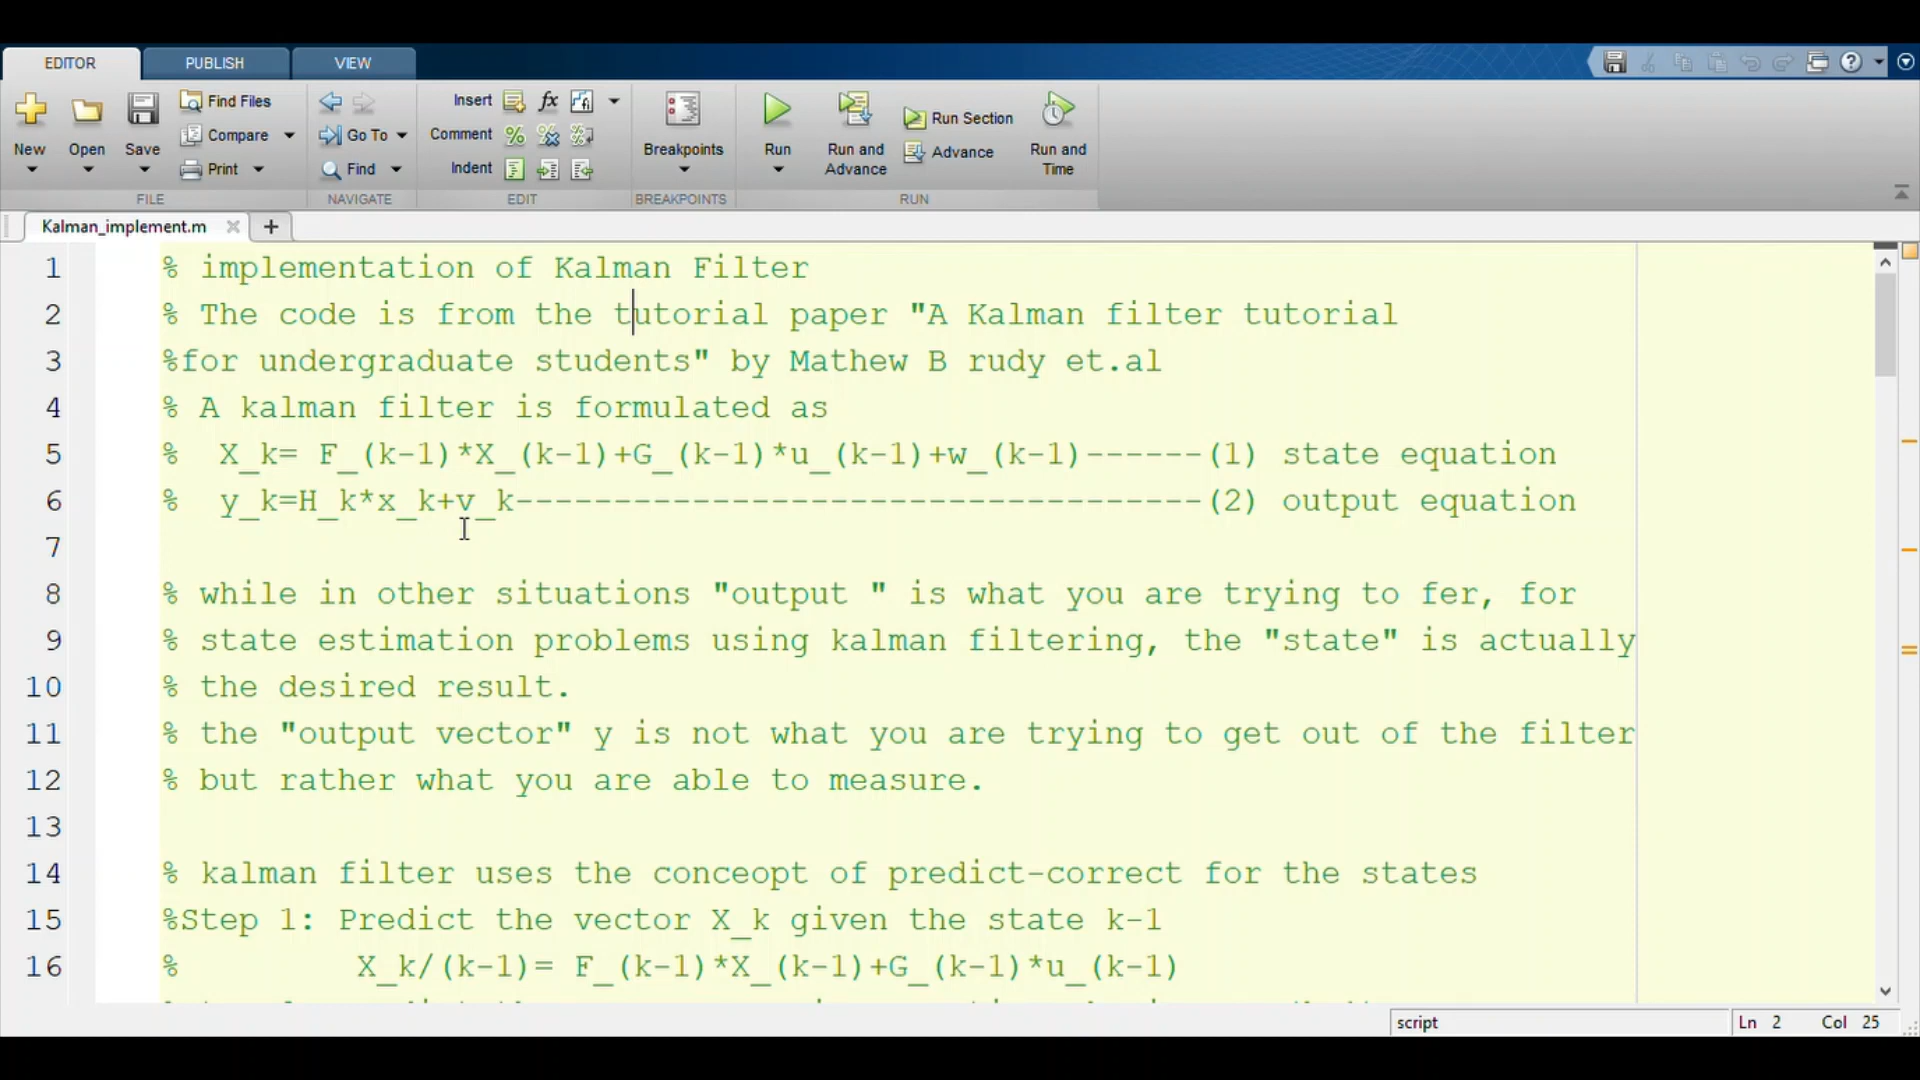 EDITOR PUBLISH VIEW
New
Open
Save
Find Files
Compare
Print
FILE
Go To
Find
NAVIGATE
Insert
fx
Comment
Indent
EDIT
Breakpoints
BREAKPOINTS
Run
Run and
Advance
Run Section
Advance
Run and
Time
RUN
Kalman_implement.m
1 % implementation of Kalman Filter
2 % The code is from the tutorial paper "A Kalman filter tutorial
3 %for undergraduate students" by Mathew B rudy et.al
4 % A kalman filter is formulated as
5 % X_k= F_(k-1)*X_(k-1)+G_(k-1)*u_(k-1)+w_(k-1)------(1) state equation
6 % y_k=H_k*x_k+v_k-----------------------------------(2) output equation
7
8 % while in other situations "output " is what you are trying to fer, for
9 % state estimation problems using kalman filtering, the "state" is actually
10 % the desired result.
11 % the "output vector" y is not what you are trying to get out of the filter
12 % but rather what you are able to measure.
13
14 % kalman filter uses the conceopt of predict-correct for the states
15 %Step 1: Predict the vector X_k given the state k-1
16 % X_k/(k-1)= F_(k-1)*X_(k-1)+G_(k-1)*u_(k-1)
script
Ln 2 Col 25